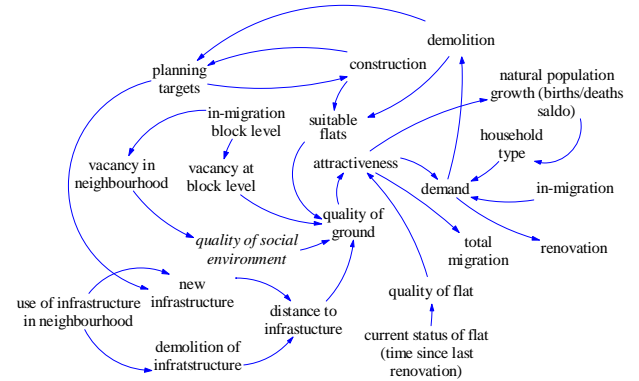 demolition
construction
planning
targets
natural population
growth (births/deaths
saldo)
in-migration
block level
suitable
flats
household
type
vacancy in
neighbourhood
vacancy at
block level
attractiveness
demand
in-migration
quality of
ground
quality of social
environment
total
migration
renovation
new
infrastructure
use of infrastructure
in neighbourhood
distance to
infrastucture
quality of flat
demolition of
infratstructure
current status of flat
(time since last
renovation)